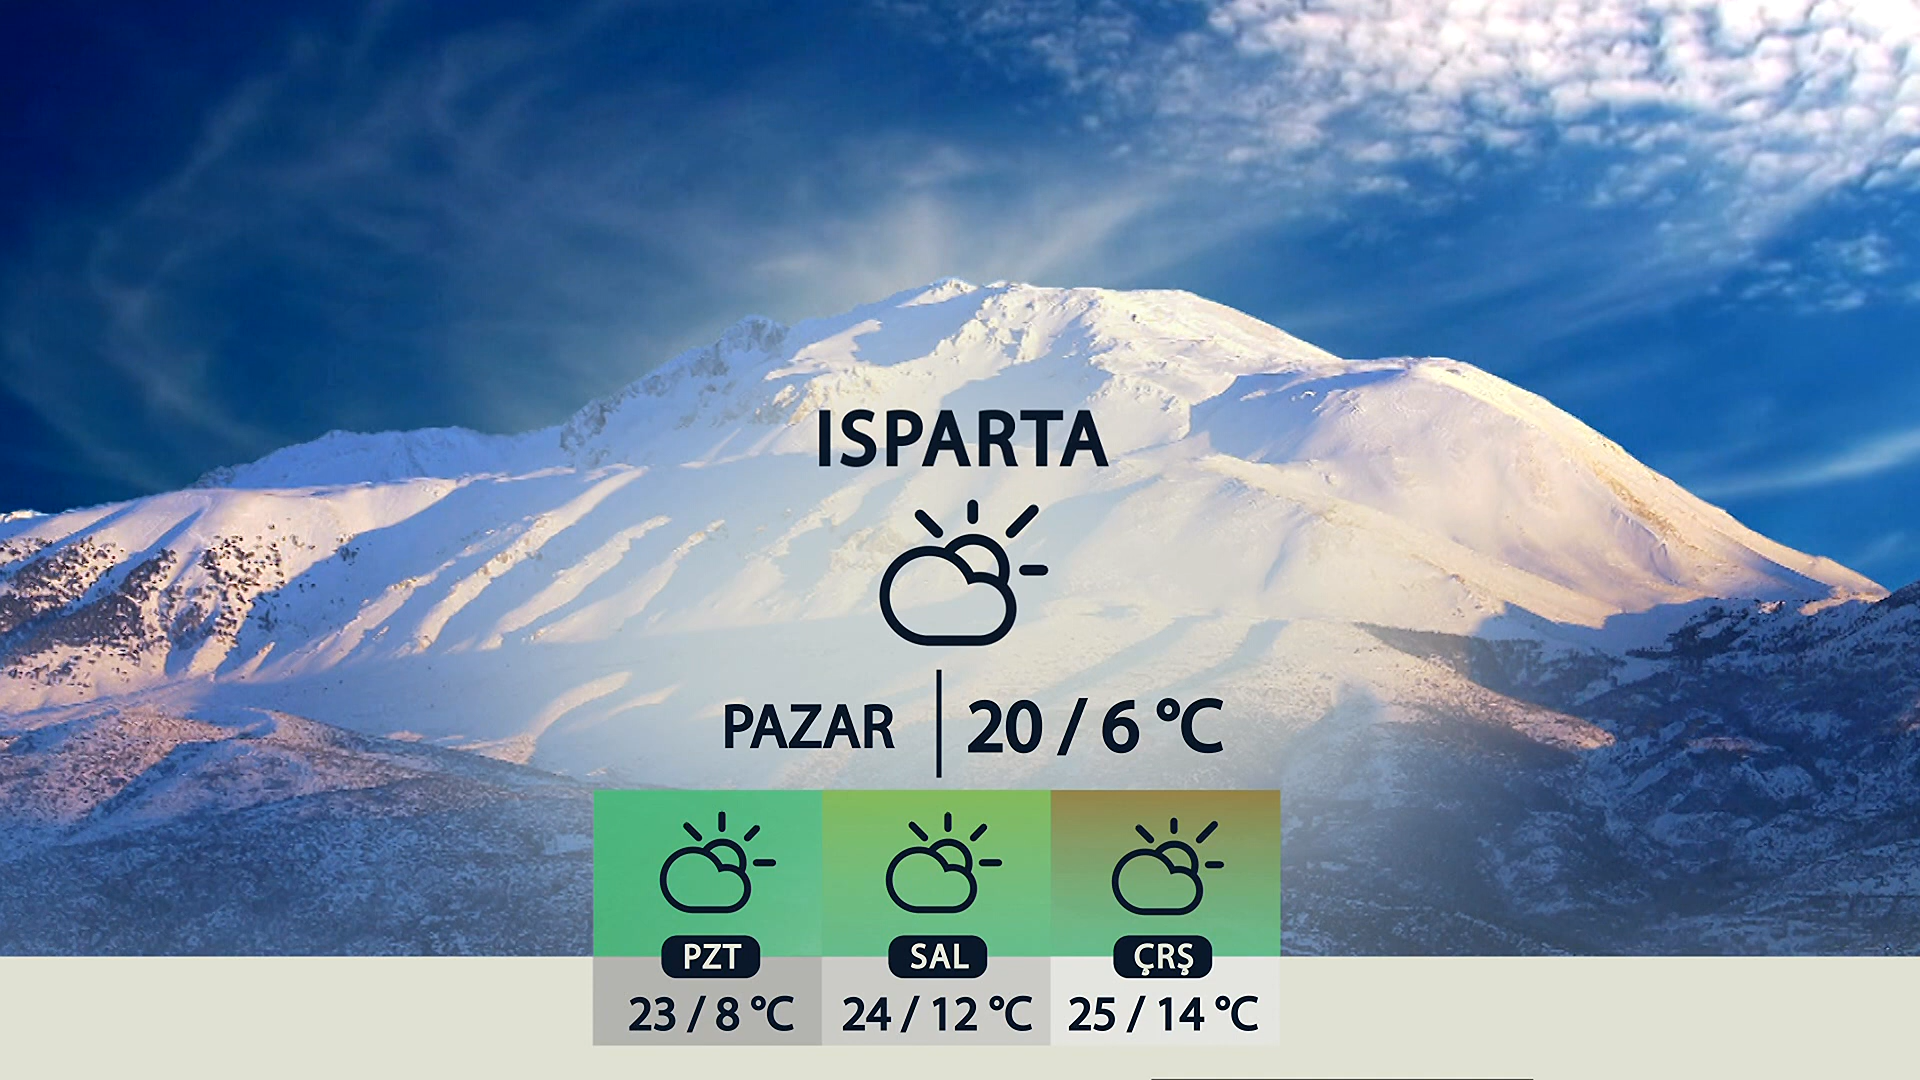 ISPARTA
PAZAR 20 / 6 °C
PZT SAL ÇRŞ
23 / 8 °C 24 / 12 °C 25 / 14 °C